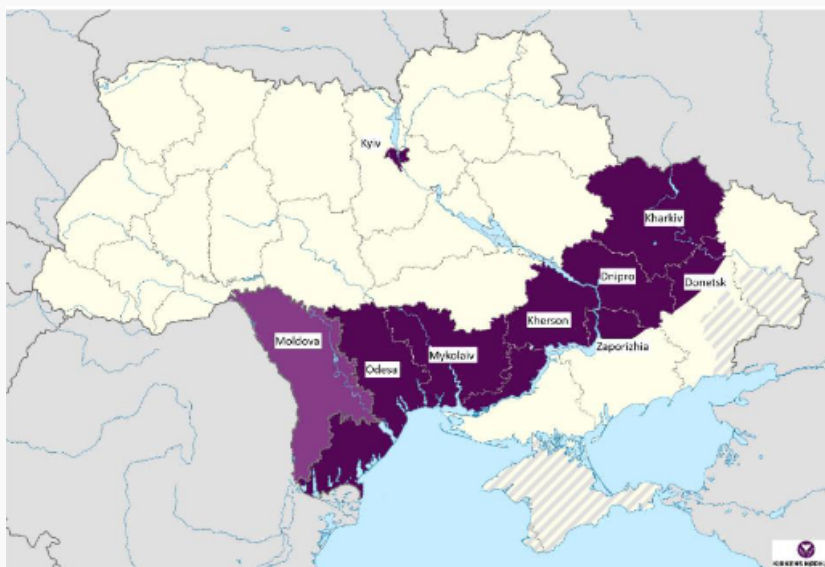 Kyiv
Kharkiv
Dnipro
Donetsk
Kherson
Moldova
Zaporizhia
Mykolaiv
Odesa